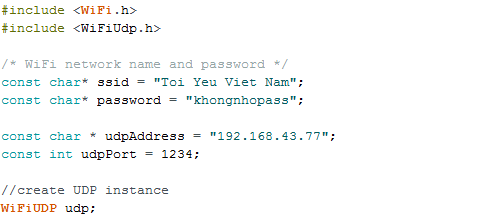 #include <WiFi.h>
#include <WiFiUdp.h>
/* WiFi network name and password */
const char* ssid = "Toi Yeu Viet Nam";
const char* password = "khongnhopass";
const char * udpAddress = "192.168.43.77";
const int udpPort = 1234;
//create UDP instance
WiFiUDP udp;